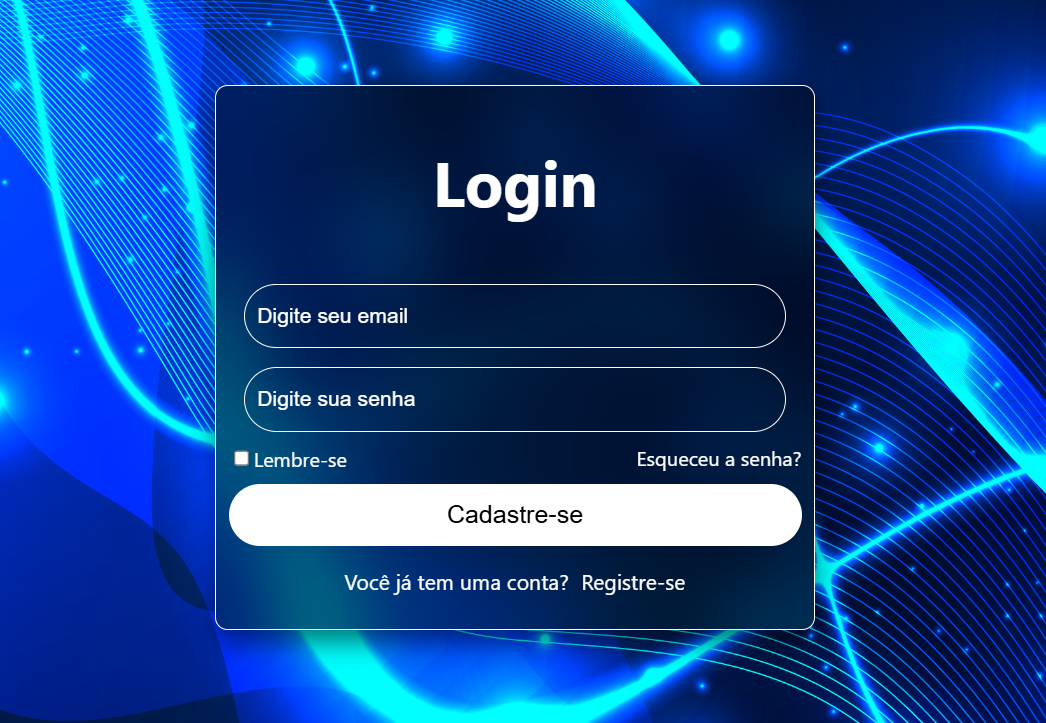 Login
Digite seu email
Digite sua senha
Lembre-se Esqueceu a senha?
Cadastre-se
Você já tem uma conta? Registre-se